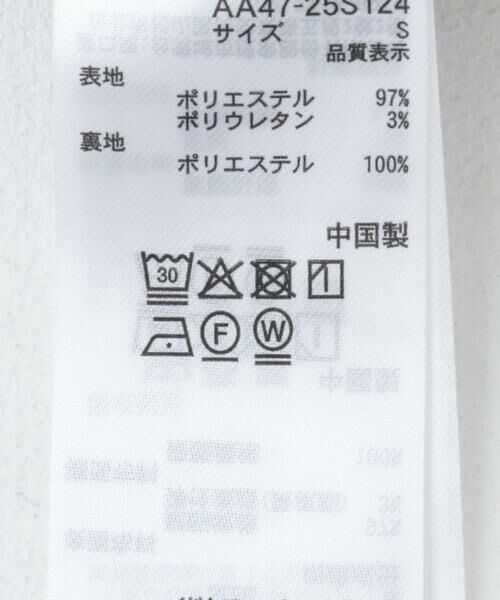 AA47-25S124
サイズ S
品質表示
表地
ポリエステル 97%
ポリウレタン 3%
裏地
ポリエステル 100%
中国製
30
F W